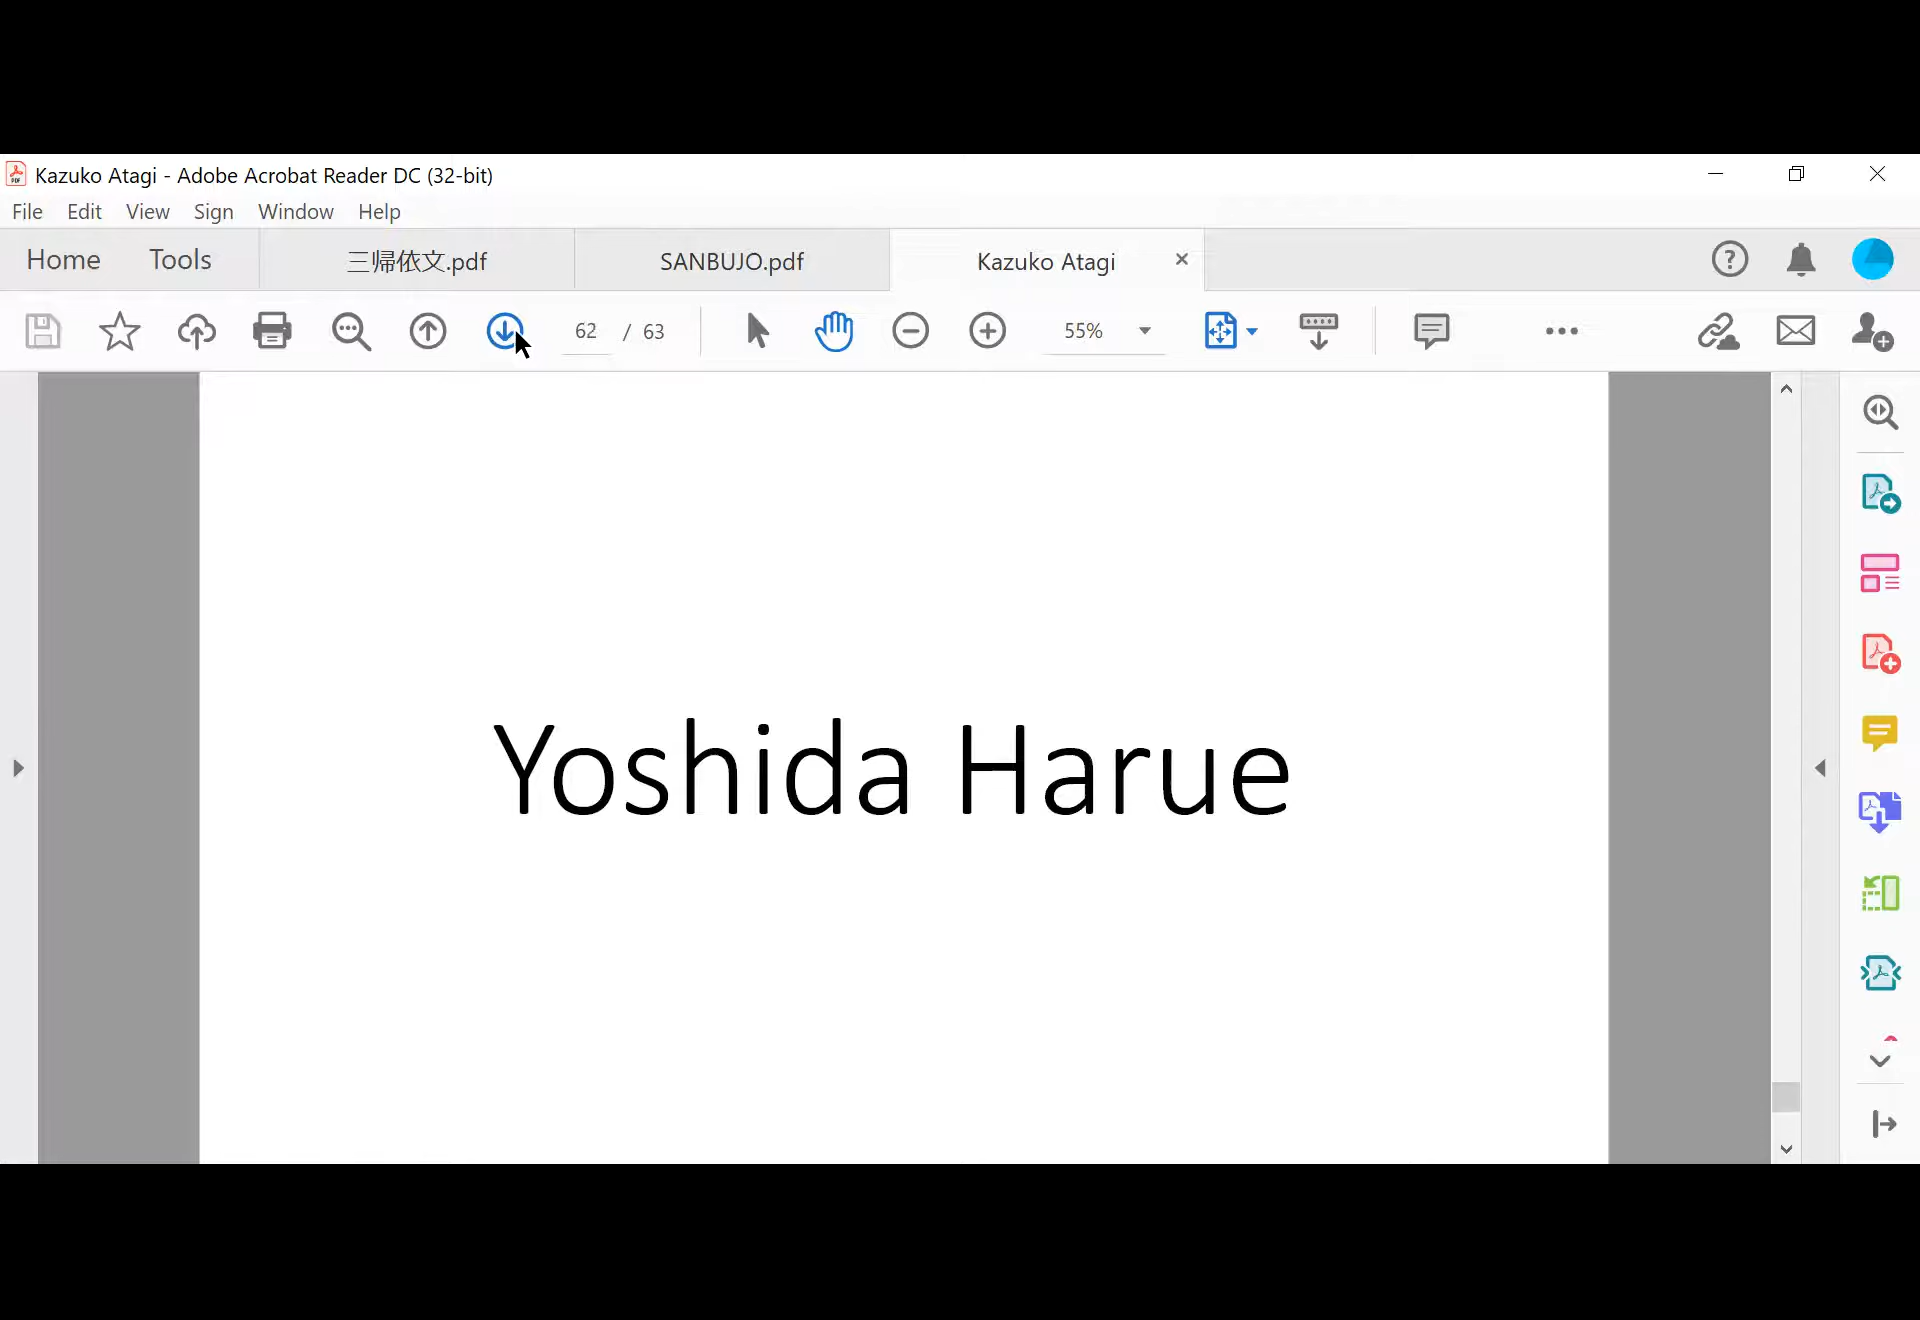 Kazuko Atagi - Adobe Acrobat Reader DC (32-bit)
File Edit View Sign Window Help
Home Tools 三帰依文.pdf SANBUJO.pdf Kazuko Atagi
62 / 63 55%
Yoshida Harue